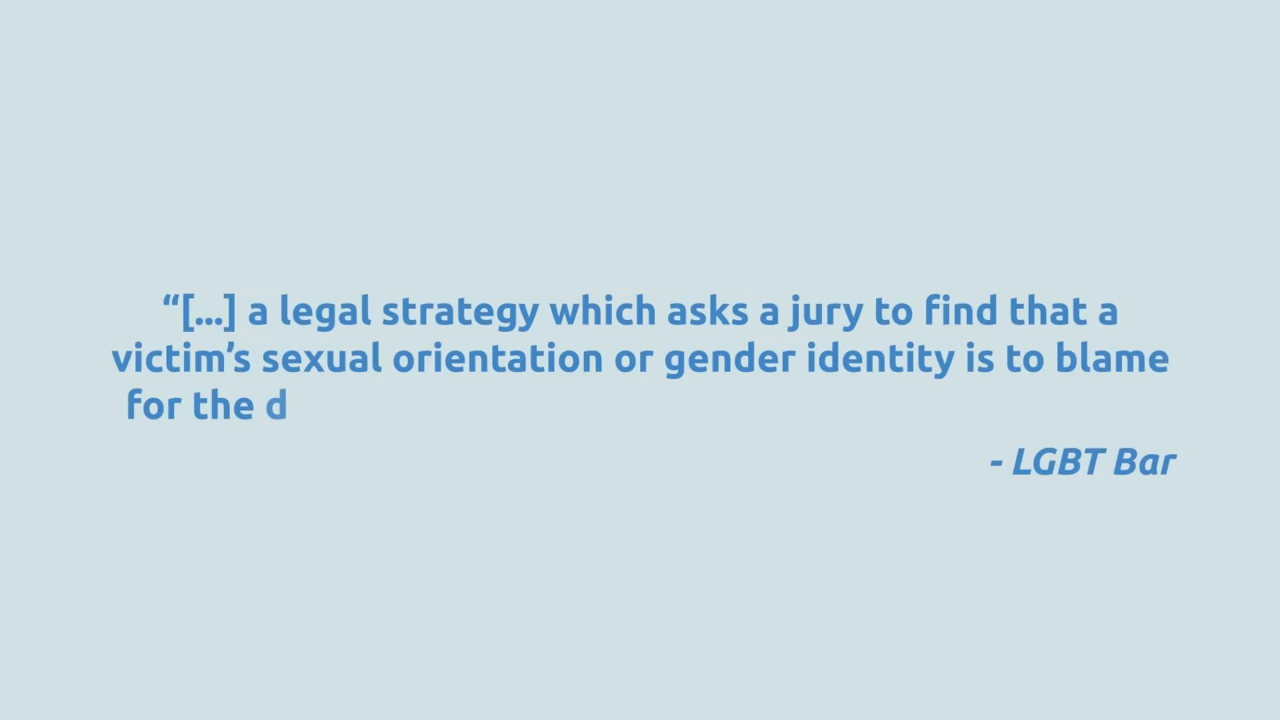 “[...] a legal strategy which asks a jury to find that a
victim’s sexual orientation or gender identity is to blame
for the d
- LGBT Bar